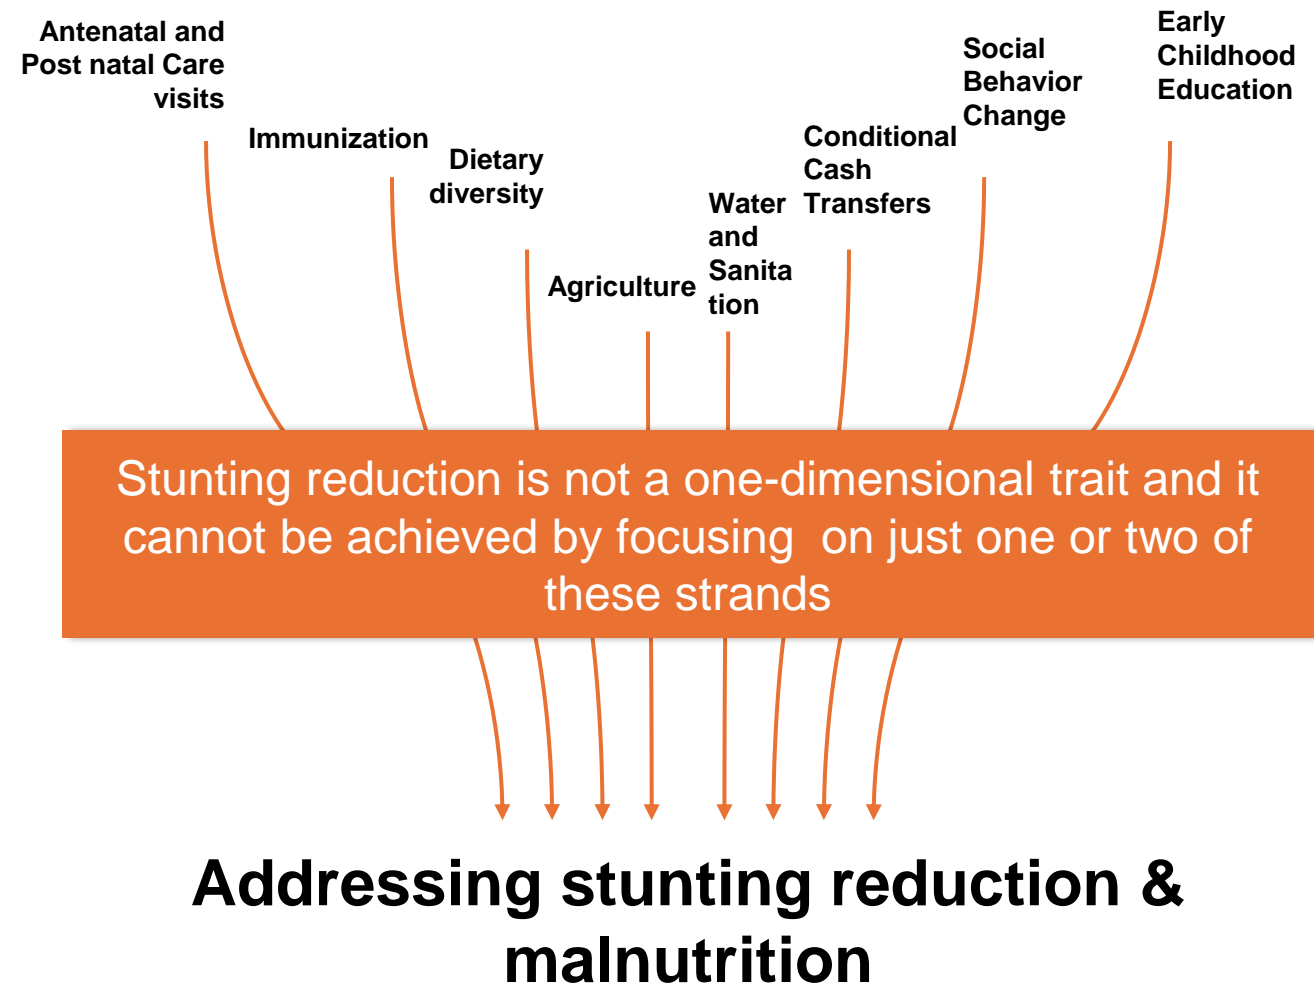 Antenatal and
Post natal Care
visits
Immunization
Dietary
diversity
Agriculture
Water
and
Sanita
tion
Conditional
Cash
Transfers
Social
Behavior
Change
Early
Childhood
Education
Stunting reduction is not a one-dimensional trait and it
cannot be achieved by focusing  on just one or two of
these strands
Addressing stunting reduction &
malnutrition